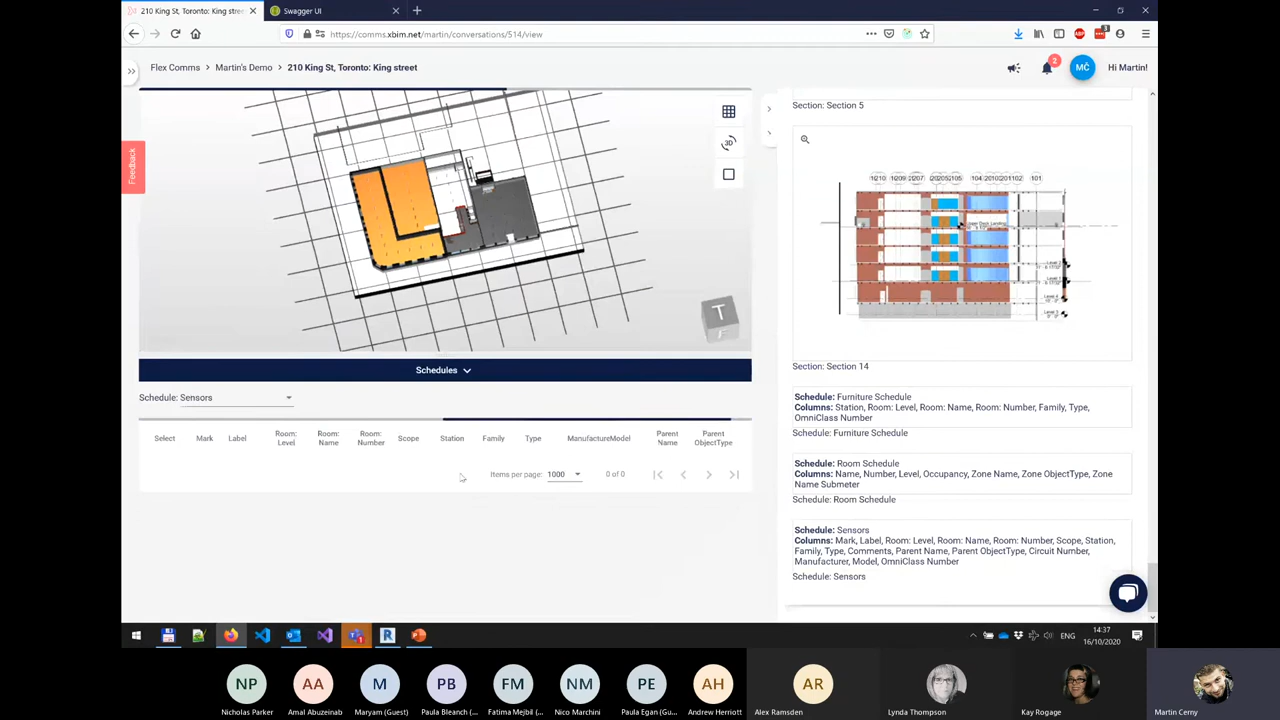 210 King St, Toronto: King stree
Swagger UI
https://comms.xbim.net/martin/conversations/514/view
Flex Comms > Martin's Demo > 210 King St, Toronto: King street
2
MČ
Hi Martin!
Feedback
3D
T
Schedules
Schedule: Sensors
Select
Mark
Label
Room: Level
Room: Name
Room: Number
Scope
Station
Family
Type
ManufactureModel
Parent Name
Parent ObjectType
Items per page: 1000
0 of 0
Section: Section 5
Section: Section 14
Schedule: Furniture Schedule
Columns: Station, Room: Level, Room: Name, Room: Number, Family, Type,
OmniClass Number
Schedule: Furniture Schedule
Schedule: Room Schedule
Columns: Name, Number, Level, Occupancy, Zone Name, Zone ObjectType, Zone
Name Submeter
Schedule: Room Schedule
Schedule: Sensors
Columns: Mark, Label, Room: Level, Room: Name, Room: Number, Scope, Station,
Family, Type, Comments, Parent Name, Parent ObjectType, Circuit Number,
Manufacturer, Model, OmniClass Number
Schedule: Sensors
ENG
14:37
16/10/2020
NP
Nicholas Parker
AA
Amal Abuzeinab
M
Maryam (Guest)
PB
Paula Bleanch (...
FM
Fatima Mejbil (...
NM
Nico Marchini
PE
Paula Egan (Gu...
AH
Andrew Herriott
AR
Alex Ramsden
Lynda Thompson
Kay Rogage
Martin Cerny